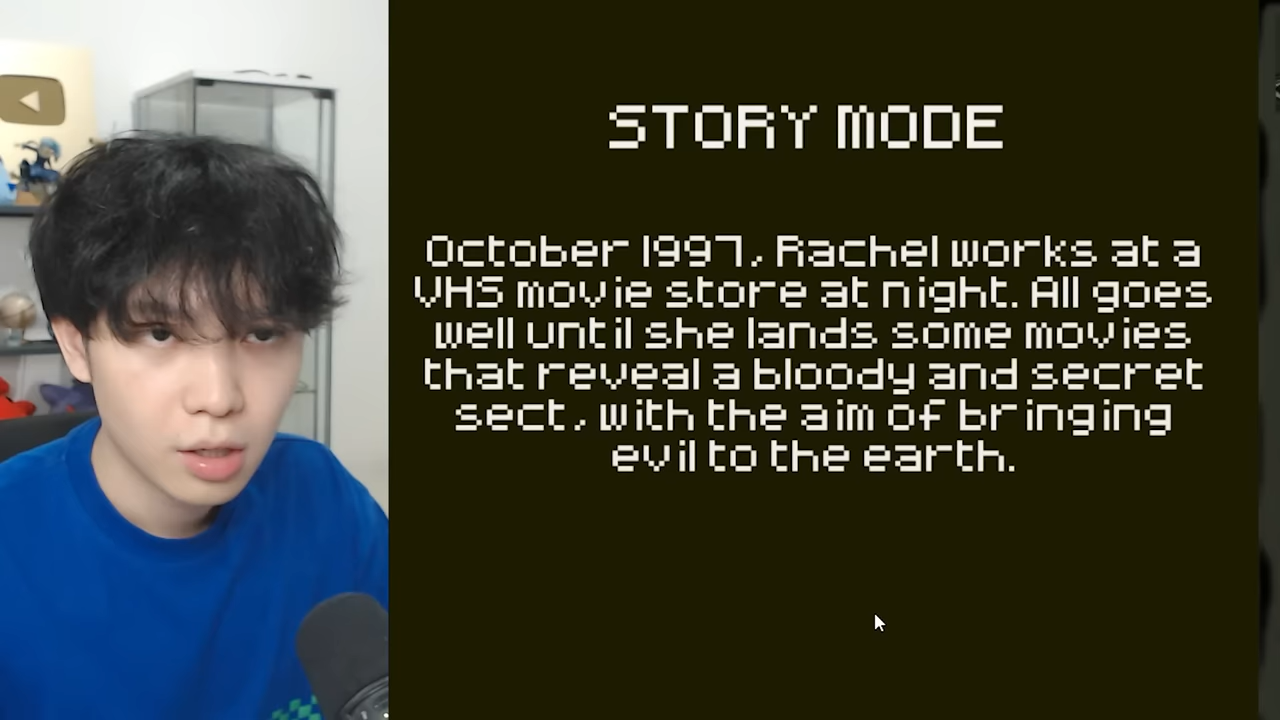 STORY MODE
October 1997, Rachel works at a
VHS movie store at night. All goes
well until she lands some movies
that reveal a bloody and secret
sect, with the aim of bringing
evil to the earth.